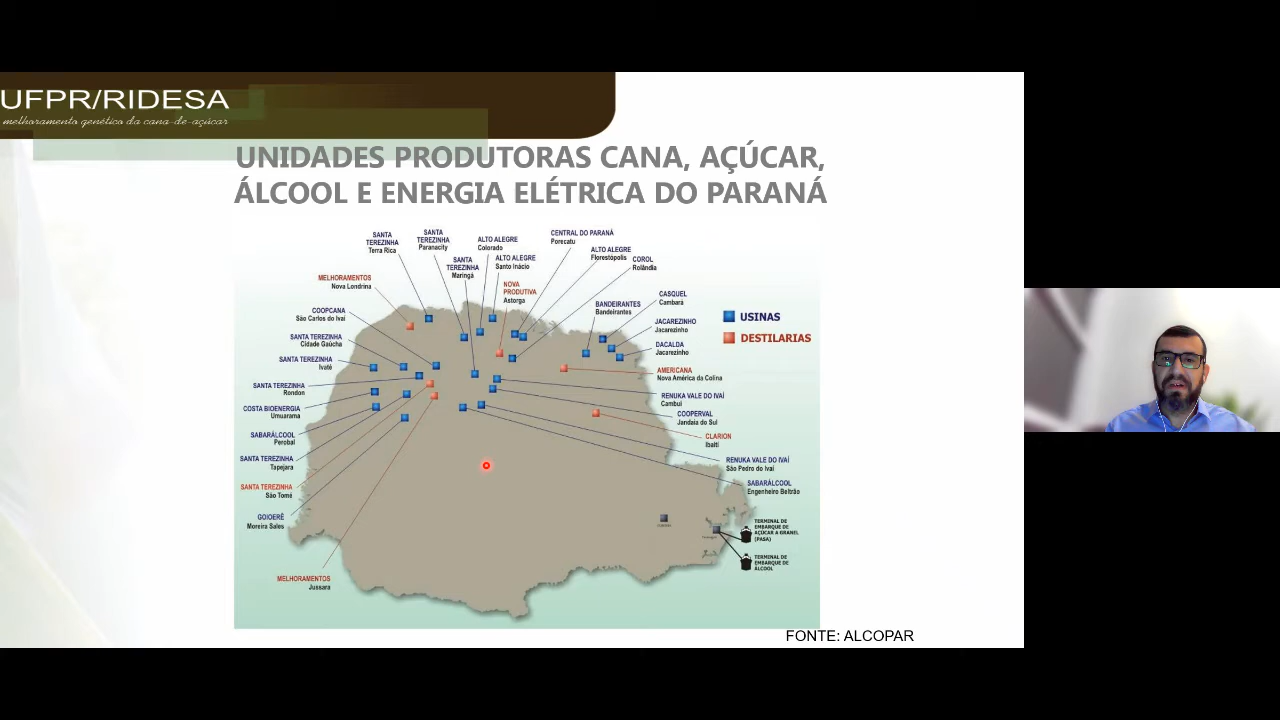 UFPR/RIDESA
melhoramento genético da cana-de-açúcar
UNIDADES PRODUTORAS CANA, AÇÚCAR,
ÁLCOOL E ENERGIA ELÉTRICA DO PARANÁ
SANTA
TEREZINHA
Terra Rica
SANTA
TEREZINHA
Paranacity
ALTO ALEGRE
Colorado
SANTA
TEREZINHA
Maringá
ALTO ALEGRE
Santo Inácio
CENTRAL DO PARANÁ
Porecatu
ALTO ALEGRE
Florestópolis
COROL
Rolândia
MELHORAMENTOS
Nova Londrina
NOVA
PRODUTIVA
Astorga
BANDEIRANTES
Bandeirantes
CASQUEL
Cambará
COOPCANA
São Carlos do Ivaí
JACAREZINHO
Jacarezinho
USINAS
DESTILARIAS
SANTA TEREZINHA
Cidade Gaúcha
DACALDA
Jacarezinho
SANTA TEREZINHA
Ivaté
AMERICANA
Nova América da Colina
SANTA TEREZINHA
Rondon
RENUKA VALE DO IVAÍ
Cambuí
COSTA BIOENERGIA
Umuarama
COOPERVAL
Jandaia do Sul
SABARÁLCOOL
Perobal
CLARION
Ibaiti
SANTA TEREZINHA
Tapejara
RENUKA VALE DO IVAÍ
São Pedro do Ivaí
SANTA TEREZINHA
São Tomé
SABARÁLCOOL
Engenheiro Beltrão
GOIOERÊ
Moreira Sales
TERMINAL DE
EMBARQUE DE
AÇÚCAR A GRANEL
(PASA)
TERMINAL DE
EMBARQUE DE
ÁLCOOL
MELHORAMENTOS
Jussara
FONTE: ALCOPAR